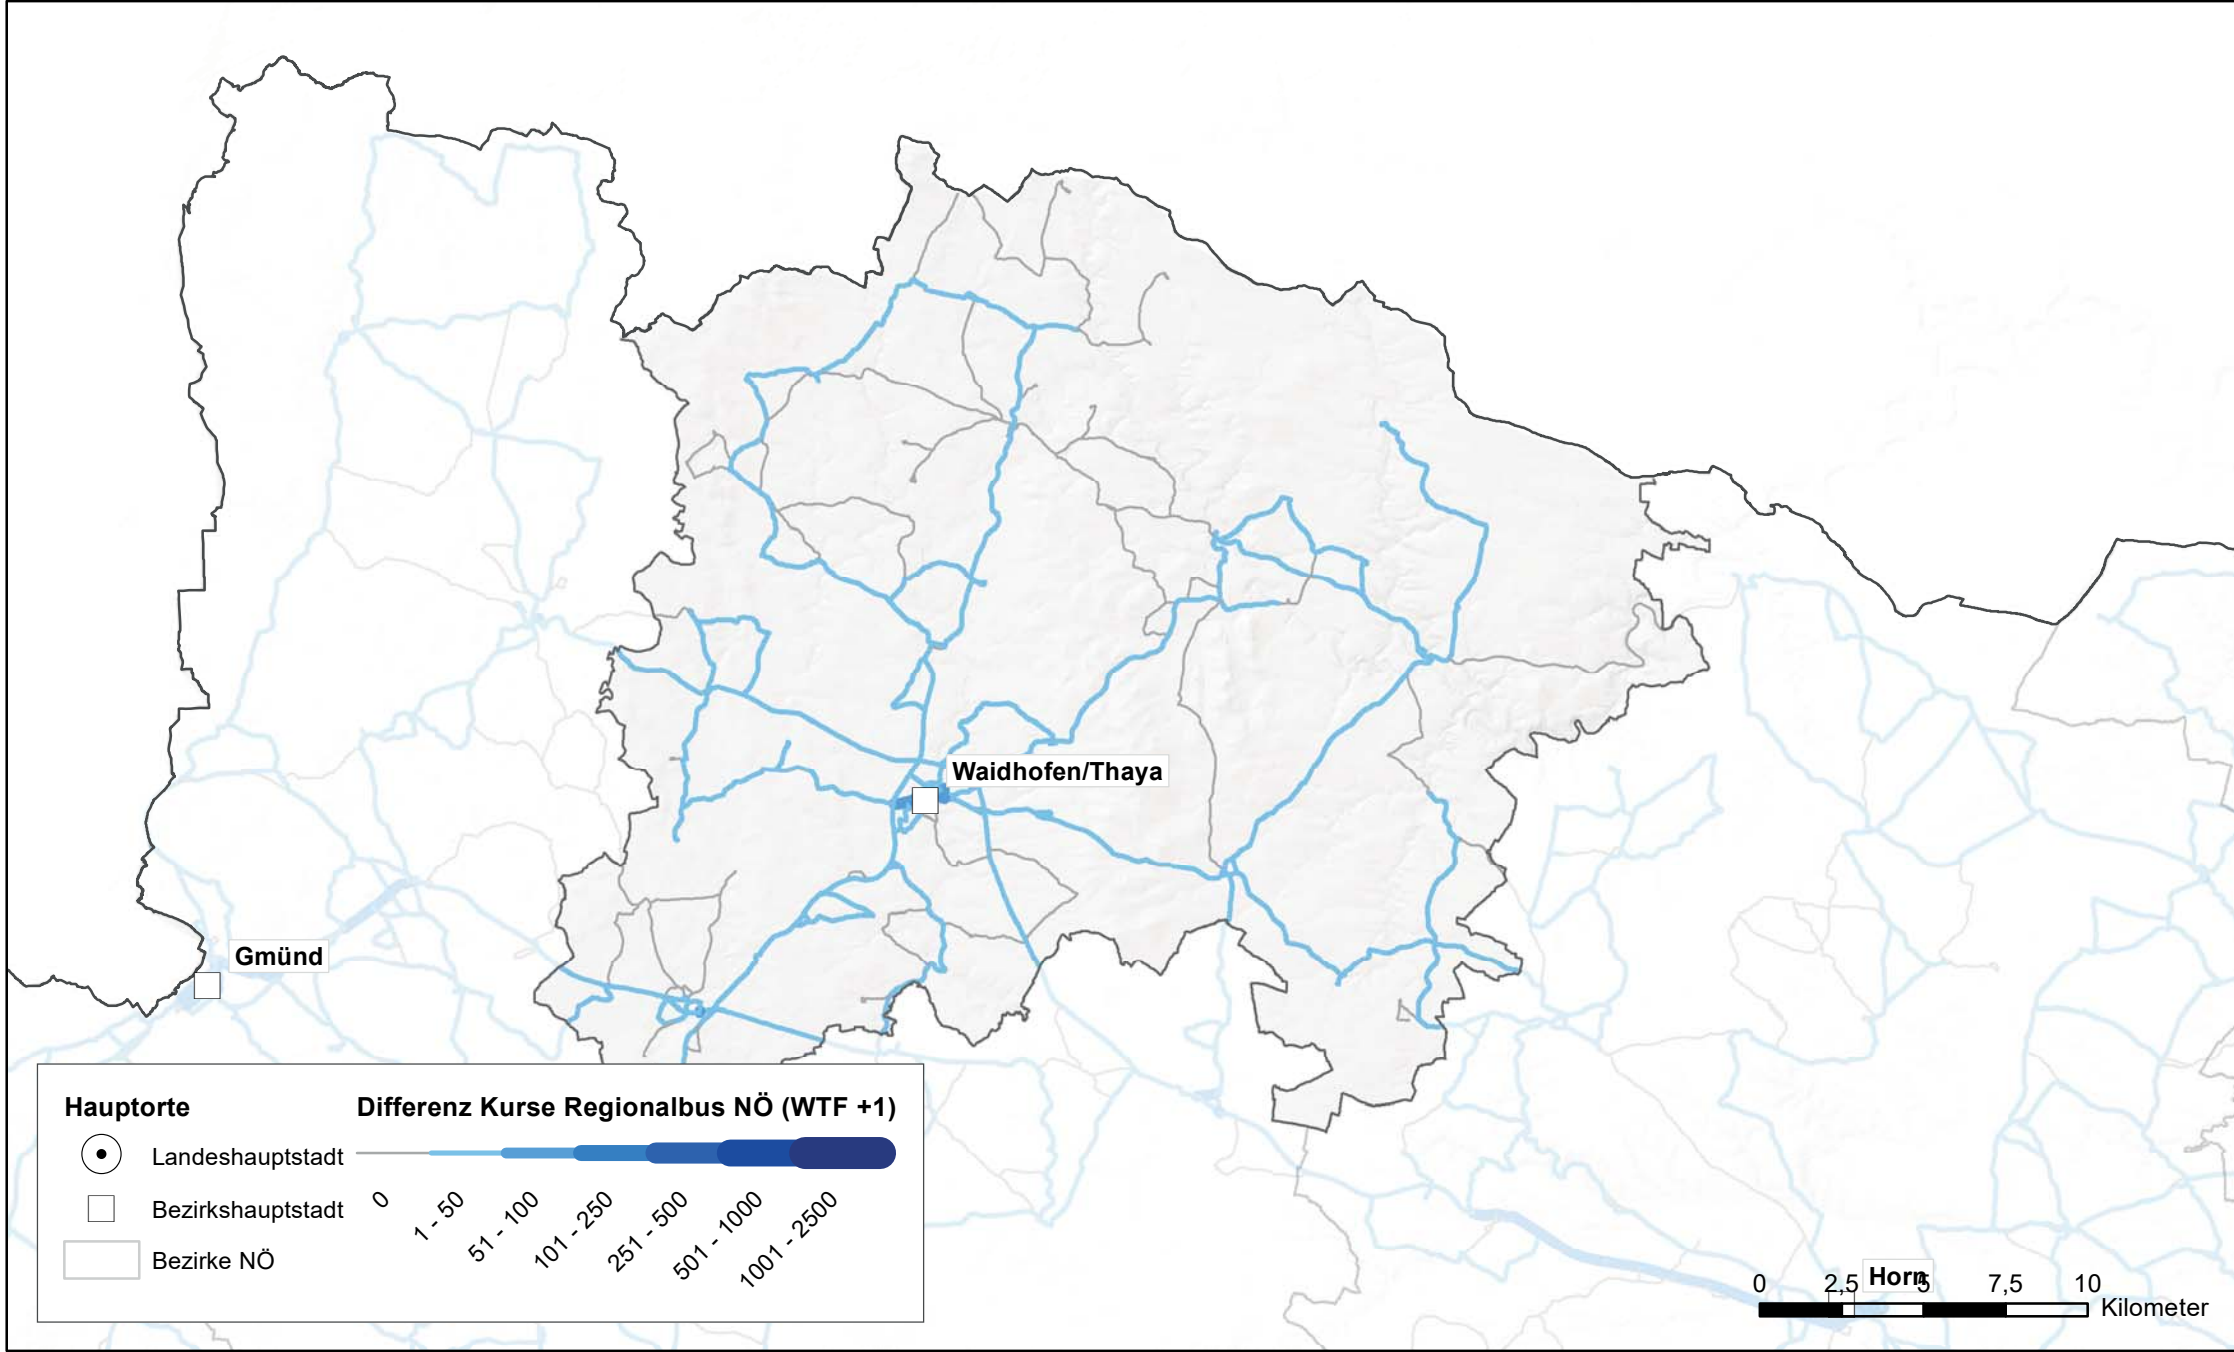 Waidhofen/Thaya
Gmünd
Hauptorte
Landeshauptstadt
Bezirkshauptstadt
Bezirke NÖ
Differenz Kurse Regionalbus NÖ (WTF +1)
0
1 - 50
51 - 100
101 - 250
251 - 500
501 - 1000
1001 - 2500
Horn
0 2,5 5 7,5 10
Kilometer